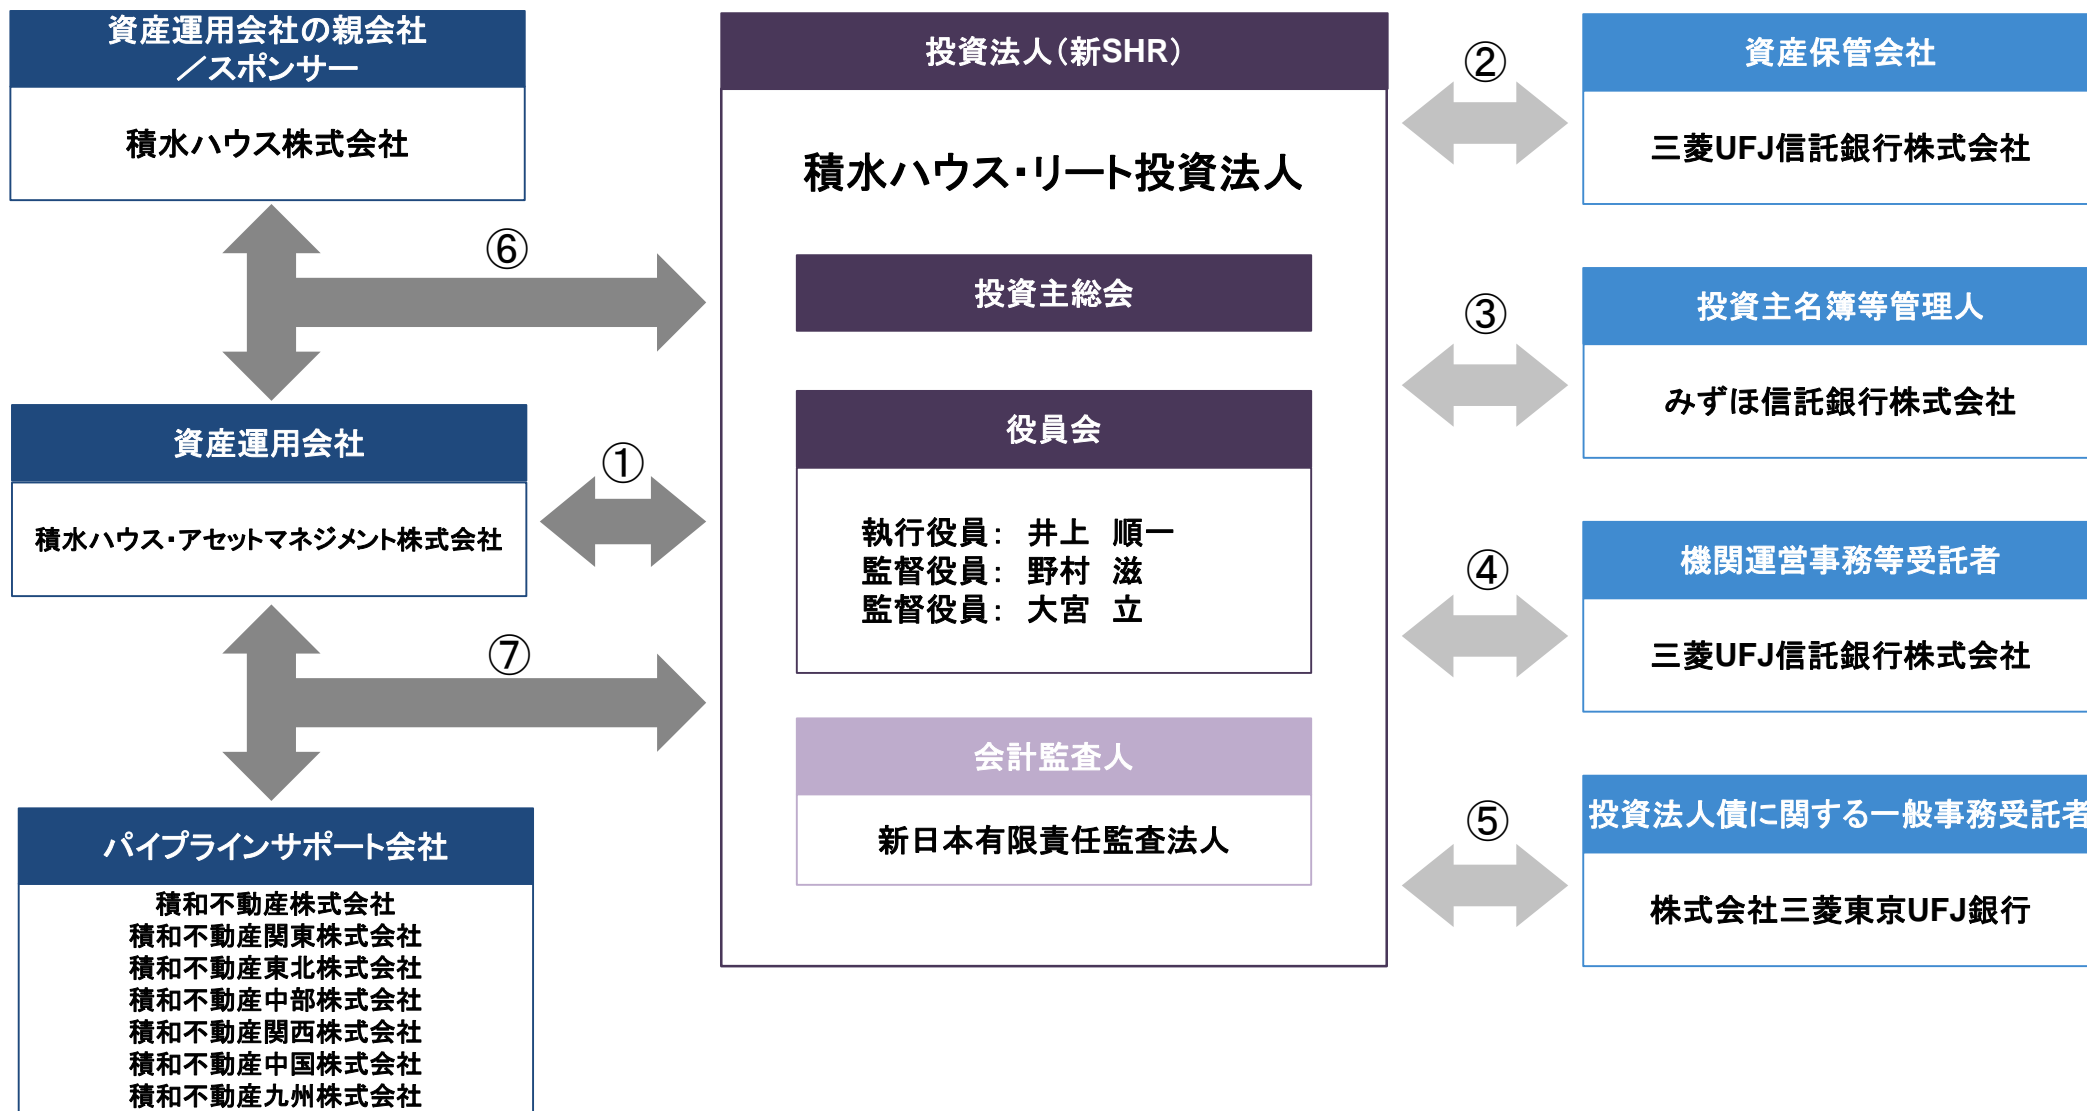 資産運用会社の親会社
／スポンサー
積水ハウス株式会社
⑥
資産運用会社
積水ハウス・アセットマネジメント株式会社
①
⑦
パイプラインサポート会社
積和不動産株式会社
積和不動産関東株式会社
積和不動産東北株式会社
積和不動産中部株式会社
積和不動産関西株式会社
積和不動産中国株式会社
積和不動産九州株式会社
投資法人（新SHR）
積水ハウス・リート投資法人
投資主総会
役員会
執行役員： 井上　順一
監督役員： 野村　滋
監督役員： 大宮　立
会計監査人
新日本有限責任監査法人
②
資産保管会社
三菱UFJ信託銀行株式会社
③
投資主名簿等管理人
みずほ信託銀行株式会社
④
機関運営事務等受託者
三菱UFJ信託銀行株式会社
⑤
投資法人債に関する一般事務受託者
株式会社三菱東京UFJ銀行